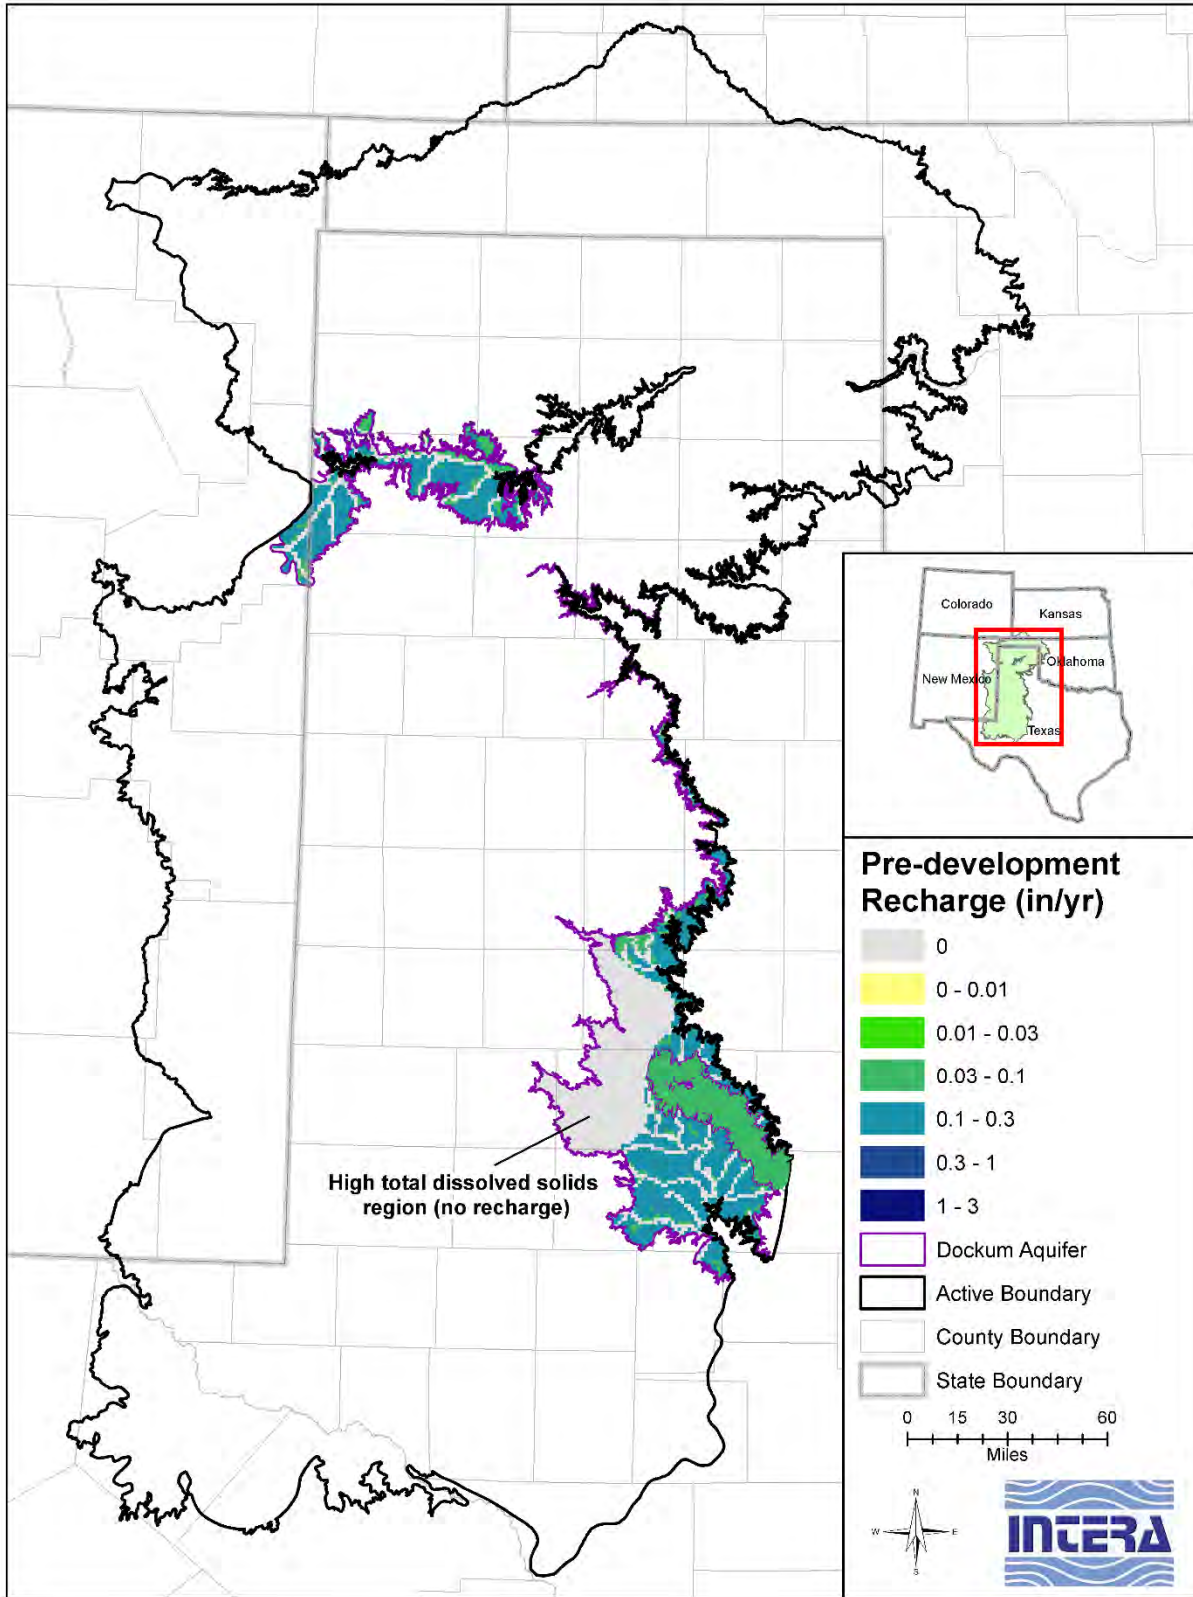 High total dissolved solids
region (no recharge)
Colorado
Kansas
New Mexico
Oklahoma
Texas
Pre-development
Recharge (in/yr)
0
0 - 0.01
0.01 - 0.03
0.03 - 0.1
0.1 - 0.3
0.3 - 1
1 - 3
Dockum Aquifer
Active Boundary
County Boundary
State Boundary
0 15 30 60
Miles
N
W E
S
INTERA